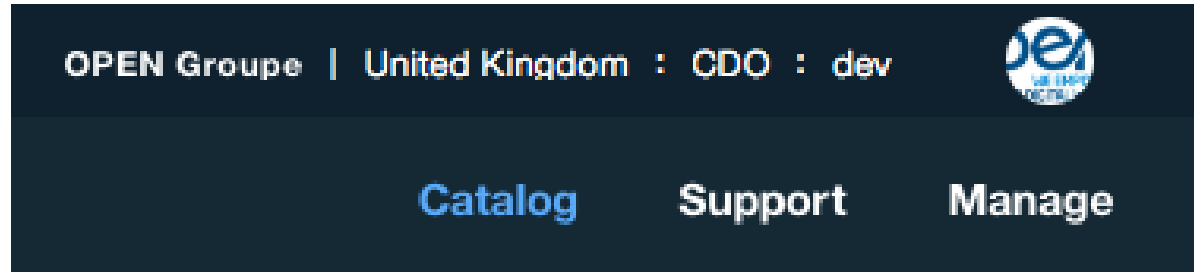 OPEN Groupe | United Kingdom : CDO : dev
Catalog Support Manage